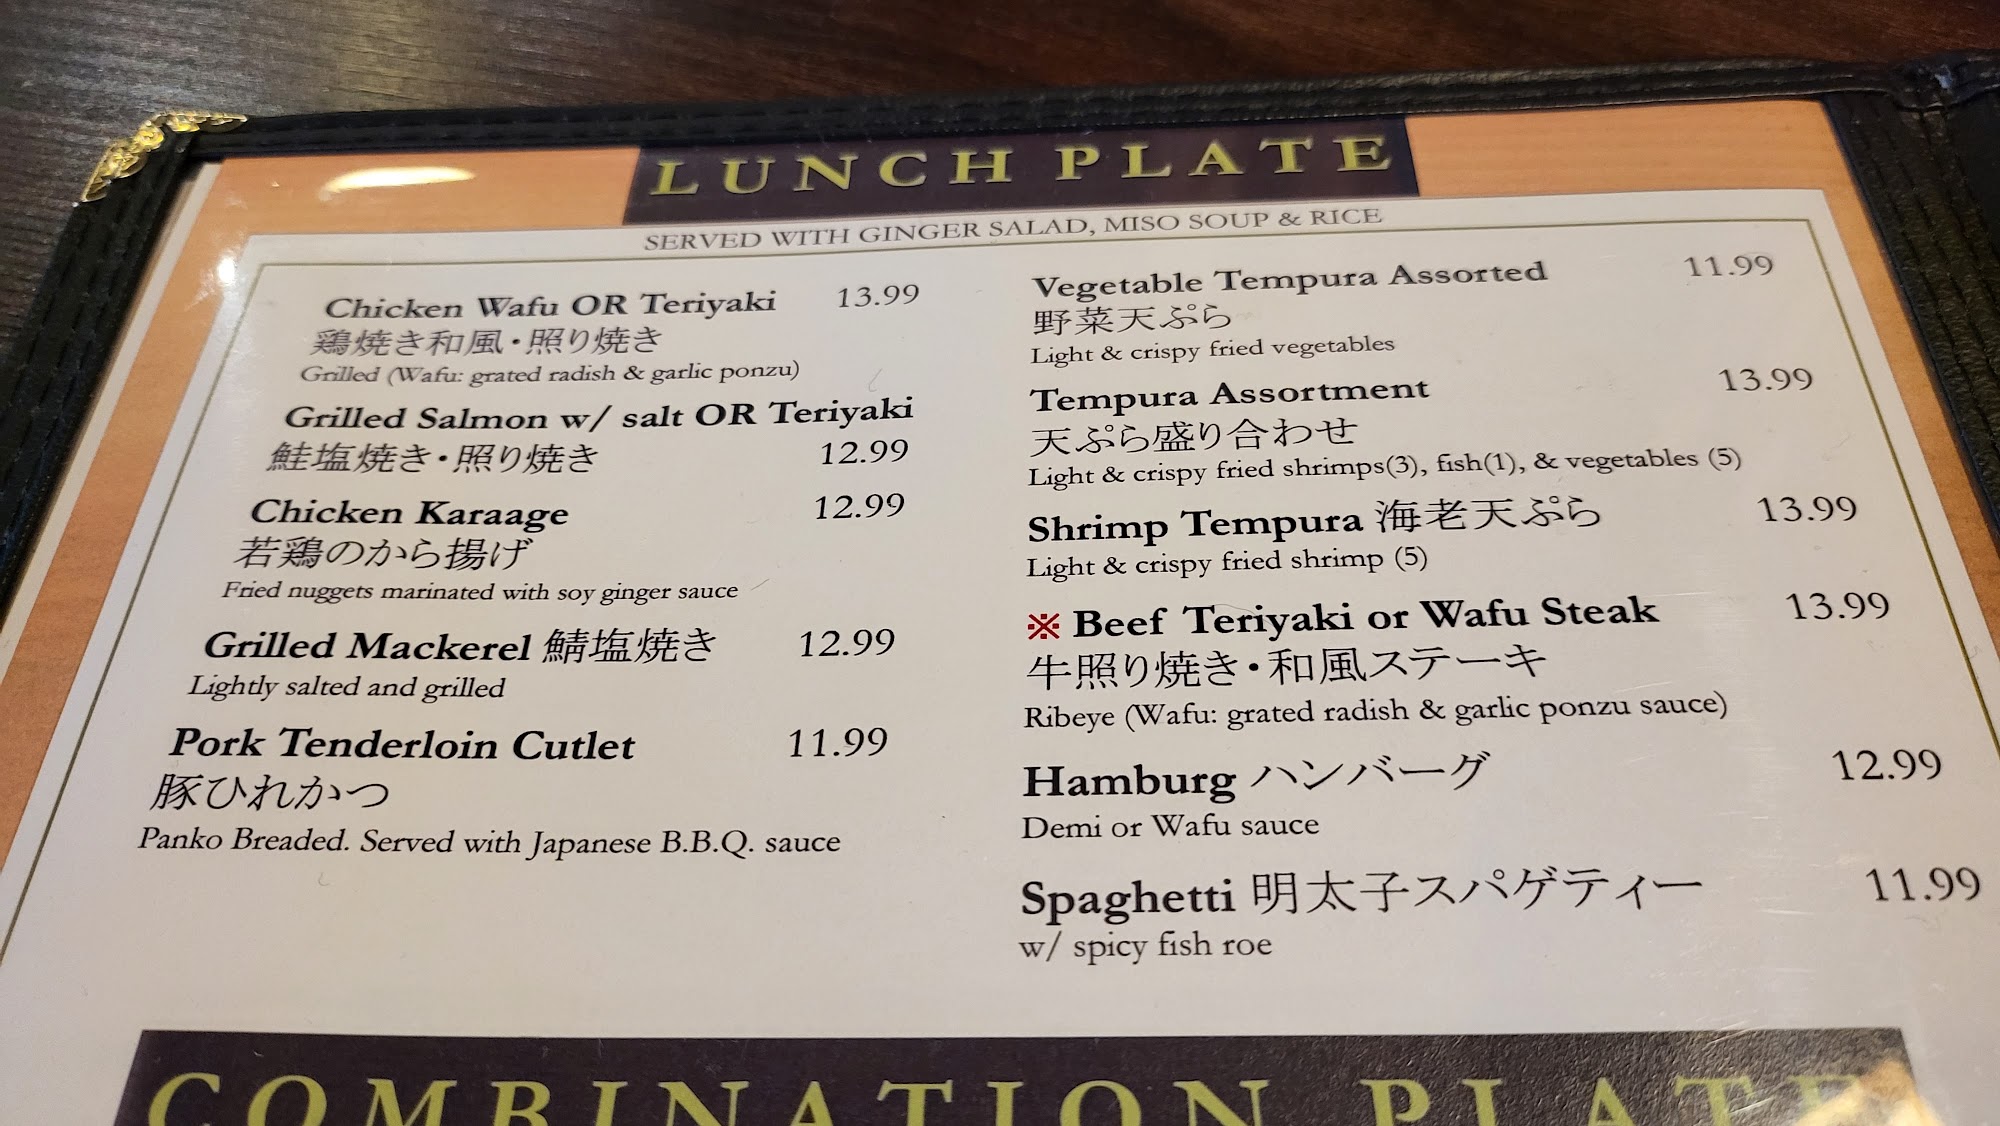 LUNCH PLATE
SERVED WITH GINGER SALAD, MISO SOUP & RICE
Chicken Wafu OR Teriyaki 13.99
鶏焼き和風・照り焼き
Grilled (Wafu: grated radish & garlic ponzu)
Grilled Salmon w/ salt OR Teriyaki
鮭塩焼き・照り焼き 12.99
Chicken Karaage 12.99
若鶏のから揚げ
Fried nuggets marinated with soy ginger sauce
Grilled Mackerel 鯖塩焼き 12.99
Lightly salted and grilled
Pork Tenderloin Cutlet 11.99
豚ひれかつ
Panko Breaded. Served with Japanese B.B.Q. sauce
Vegetable Tempura Assorted 11.99
野菜天ぷら
Light & crispy fried vegetables
Tempura Assortment 13.99
天ぷら盛り合わせ
Light & crispy fried shrimps(3), fish(1), & vegetables (5)
Shrimp Tempura 海老天ぷら 13.99
Light & crispy fried shrimp (5)
※ Beef Teriyaki or Wafu Steak 13.99
牛照り焼き・和風ステーキ
Ribeye (Wafu: grated radish & garlic ponzu sauce)
Hamburg ハンバーグ 12.99
Demi or Wafu sauce
Spaghetti 明太子スパゲティー 11.99
w/ spicy fish roe
COMBINATION PLATE